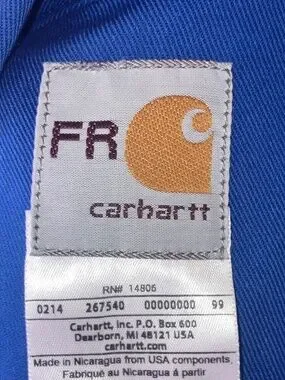 FR
carhartt
RN# 14806
0214 267540 00000000 99
Carhartt, Inc. P.O. Box 600
Dearborn, MI 48121 USA
carhartt.com
Made in Nicaragua from USA components
Fabriqué au Nicaragua à partir